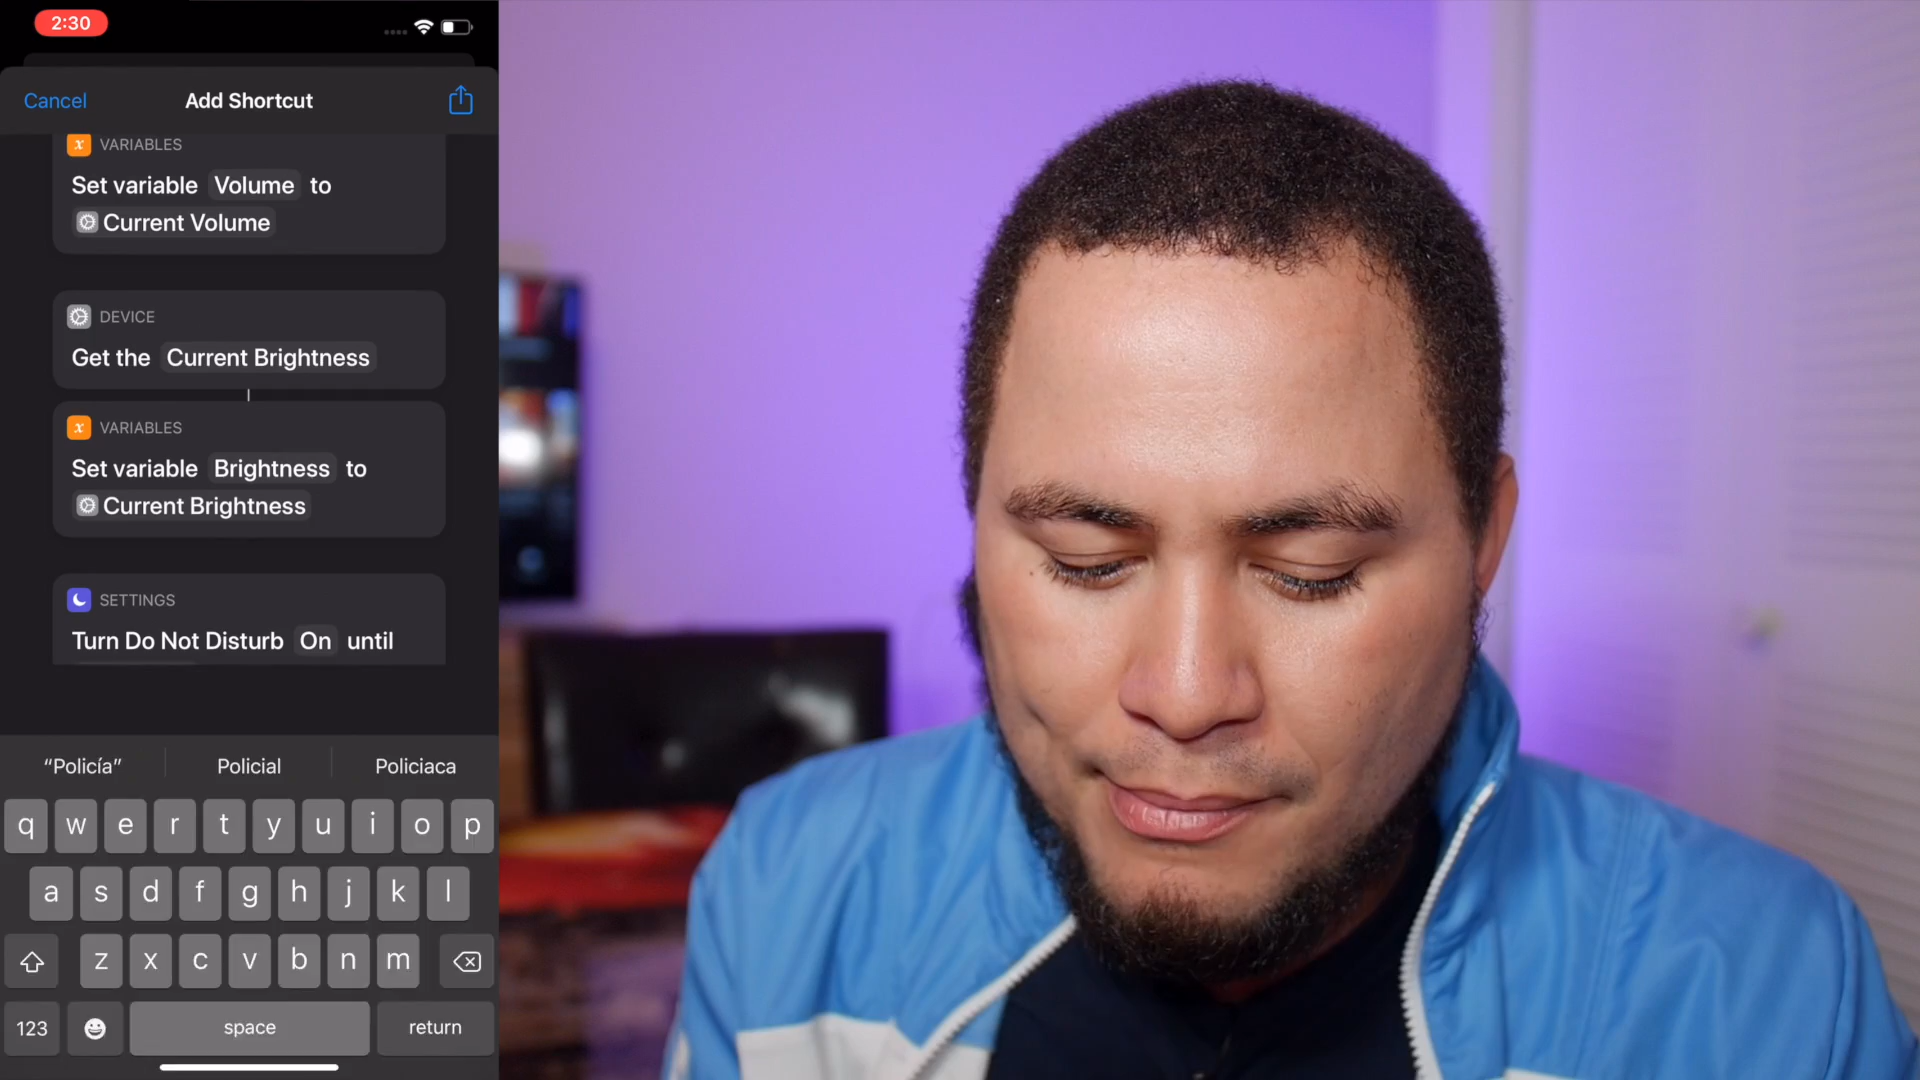 2:30
Cancel Add Shortcut
VARIABLES
Set variable Volume to
Current Volume
DEVICE
Get the Current Brightness
VARIABLES
Set variable Brightness to
Current Brightness
SETTINGS
Turn Do Not Disturb On until
“Policía” Policial Policiaca
q w e r t y u i o p
a s d f g h j k l
z x c v b n m
123 space return